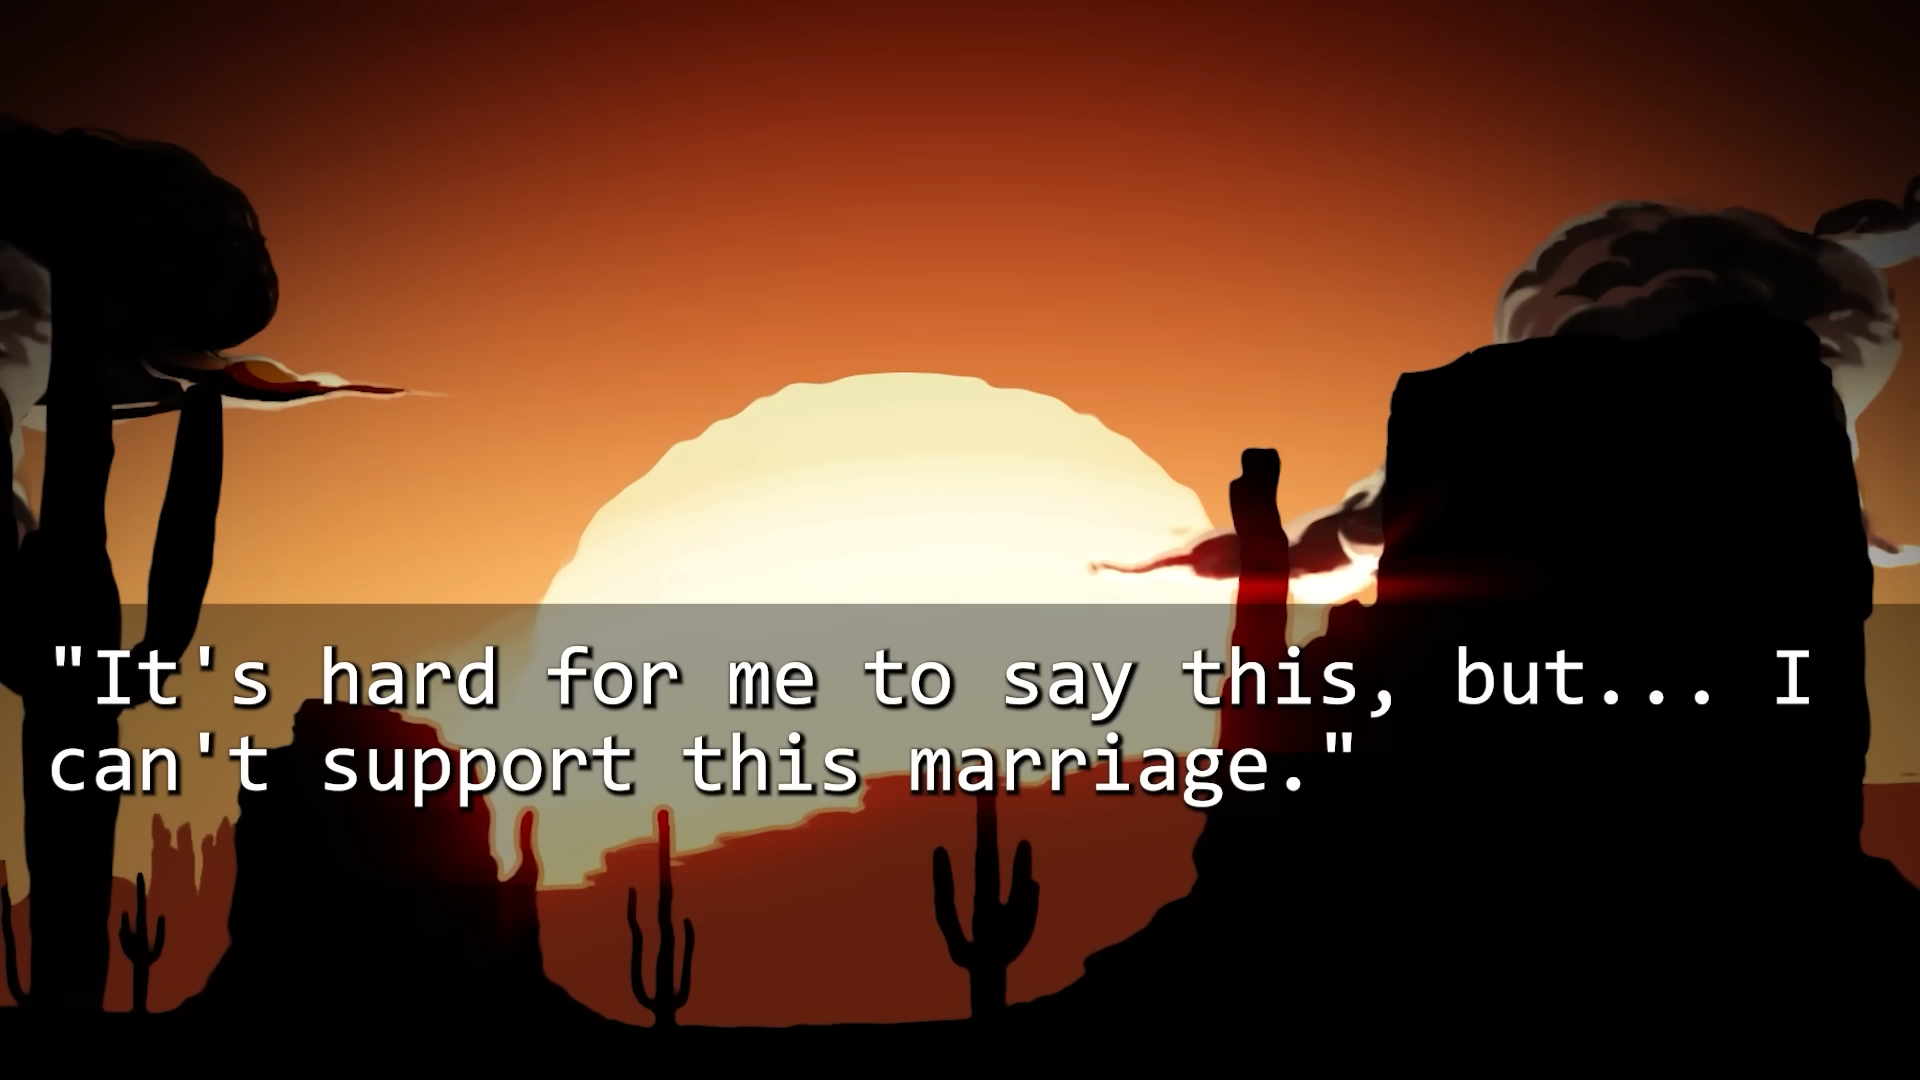 "It's hard for me to say this, but... I
can't support this marriage."